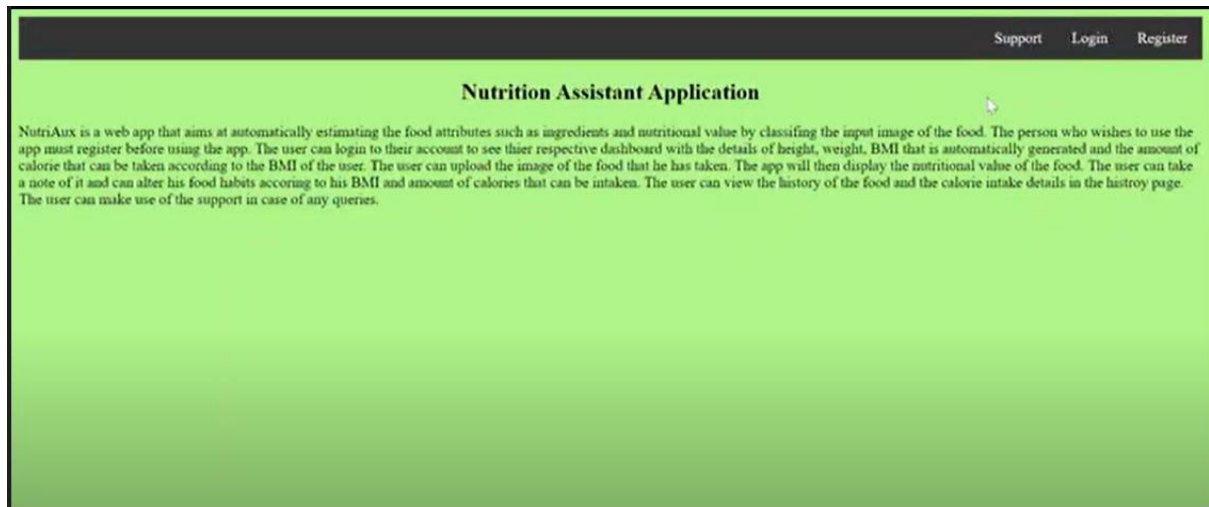 Support Login Register
Nutrition Assistant Application
NutriAux is a web app that aims at automatically estimating the food attributes such as ingredients and nutritional value by classifing the input image of the food. The person who wishes to use the
app must register before using the app. The user can login to their account to see thier respective dashboard with the details of height, weight, BMI that is automatically generated and the amount of
calorie that can be taken according to the BMI of the user. The user can upload the image of the food that he has taken. The app will then display the nutritional value of the food. The user can take
a note of it and can alter his food habits accoring to his BMI and amount of calories that can be intaken. The user can view the history of the food and the calorie intake details in the histroy page.
The user can make use of the support in case of any queries.